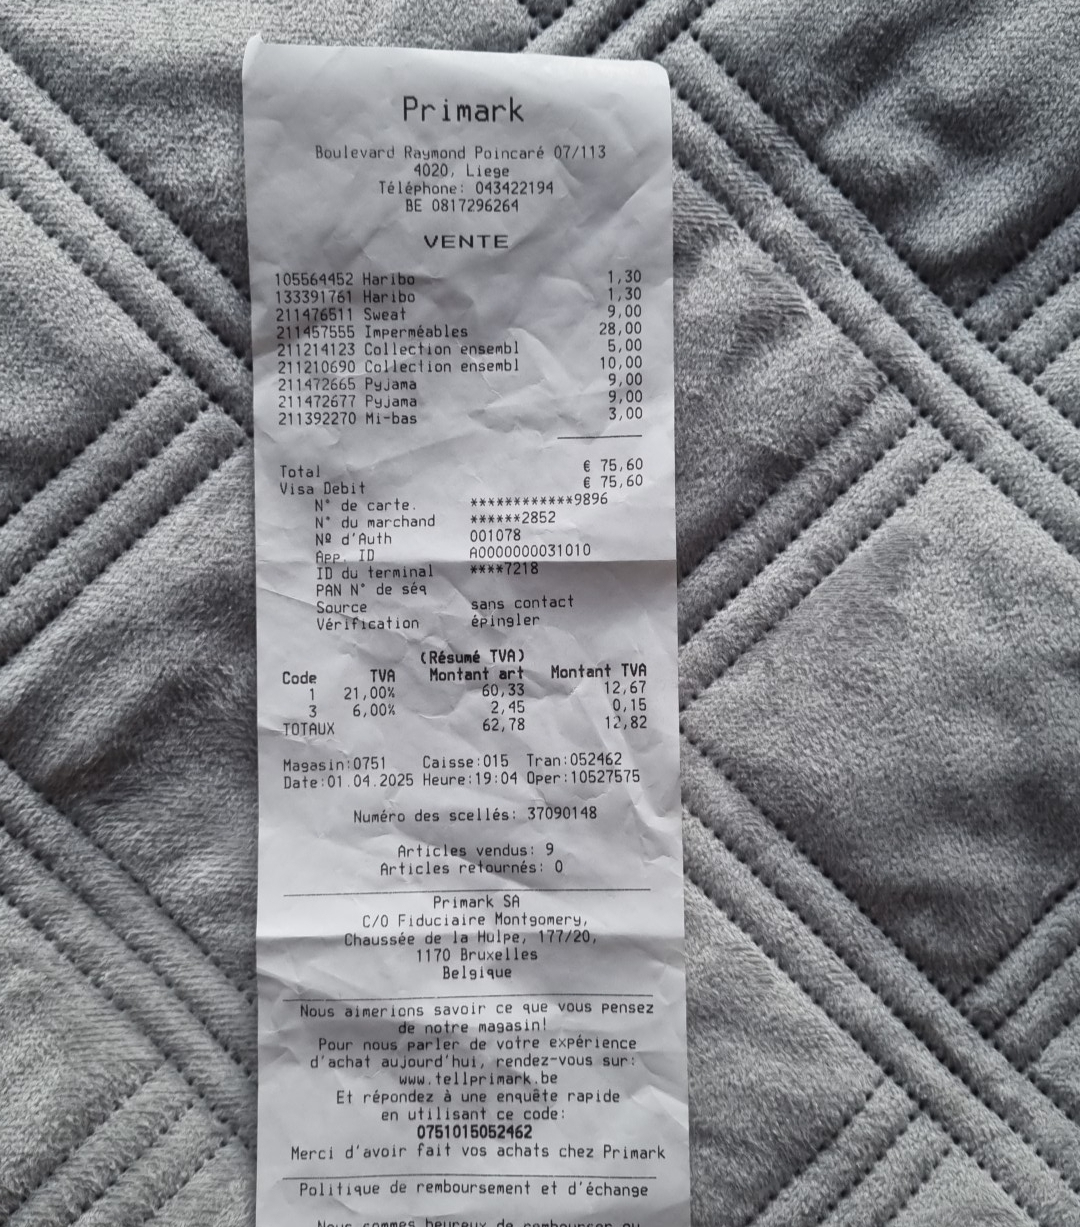 Primark
Boulevard Raymond Poincaré 07/113
4020, Liege
Téléphone: 043422194
BE 0817296264
VENTE
105564452 Haribo 1,30
133391761 Haribo 1,30
211476511 Sweat 9,00
211457555 Imperméables 28,00
211214123 Collection ensembl 5,00
211210690 Collection ensembl 10,00
211472665 Pyjama 9,00
211472677 Pyjama 9,00
211392270 Mi-bas 3,00
Total € 75,60
Visa Debit € 75,60
N° de carte. ************9896
N° du marchand ******2852
Nº d'Auth 001078
App. ID A0000000031010
ID du terminal ****7218
PAN N° de séq
Source sans contact
Vérification épingler
(Résumé TVA)
Code TVA Montant art Montant TVA
1 21,00% 60,33 12,67
3 6,00% 2,45 0,15
TOTAUX 62,78 12,82
Magasin:0751 Caisse:015 Tran:052462
Date:01.04.2025 Heure:19:04 Oper:10527575
Numéro des scellés: 37090148
Articles vendus: 9
Articles retournés: 0
Primark SA
C/O Fiduciaire Montgomery,
Chaussée de la Hulpe, 177/20,
1170 Bruxelles
Belgique
Nous aimerions savoir ce que vous pensez
de notre magasin!
Pour nous parler de votre expérience
d'achat aujourd'hui, rendez-vous sur:
www.tellprimark.be
Et répondez à une enquête rapide
en utilisant ce code:
0751015052462
Merci d'avoir fait vos achats chez Primark
Politique de remboursement et d'échange
Nous sommes heureux de rembourser ou